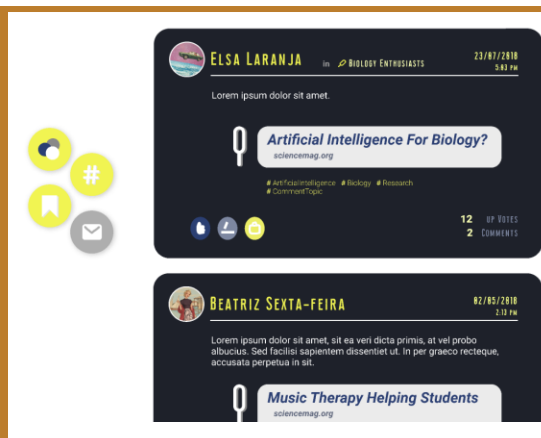 ELSA LARANJA in BIOLOGY ENTHUSIASTS 23/07/2018
5:03 PM
Lorem ipsum dolor sit amet.
Artificial Intelligence For Biology?
sciencemag.org
#
# ArtificialIntelligence # Biology # Research
# CommentTopic
12 UP VOTES
2 COMMENTS
BEATRIZ SEXTA-FEIRA 02/05/2018
2.13 PM
Lorem ipsum dolor sit amet, sit ea veri dicta primis, at vel probo
albucius. Sed facilisi sapientem dissentiet ut. In per graeco recteque,
accusata perpetua in sit.
Music Therapy Helping Students
sciencemag.org